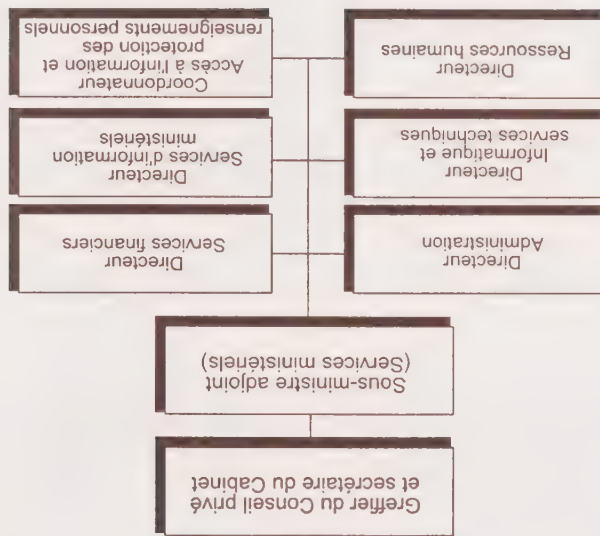 Greffier du Conseil privé
et secrétaire du Cabinet
Sous-ministre adjoint
(Services ministériels)
Directeur
Administration
Directeur
Services financiers
Directeur
Informatique et
services techniques
Directeur
Services d'information
ministériels
Directeur
Ressources humaines
Coordonnateur
Accès à l'information et
protection des
renseignements personnels